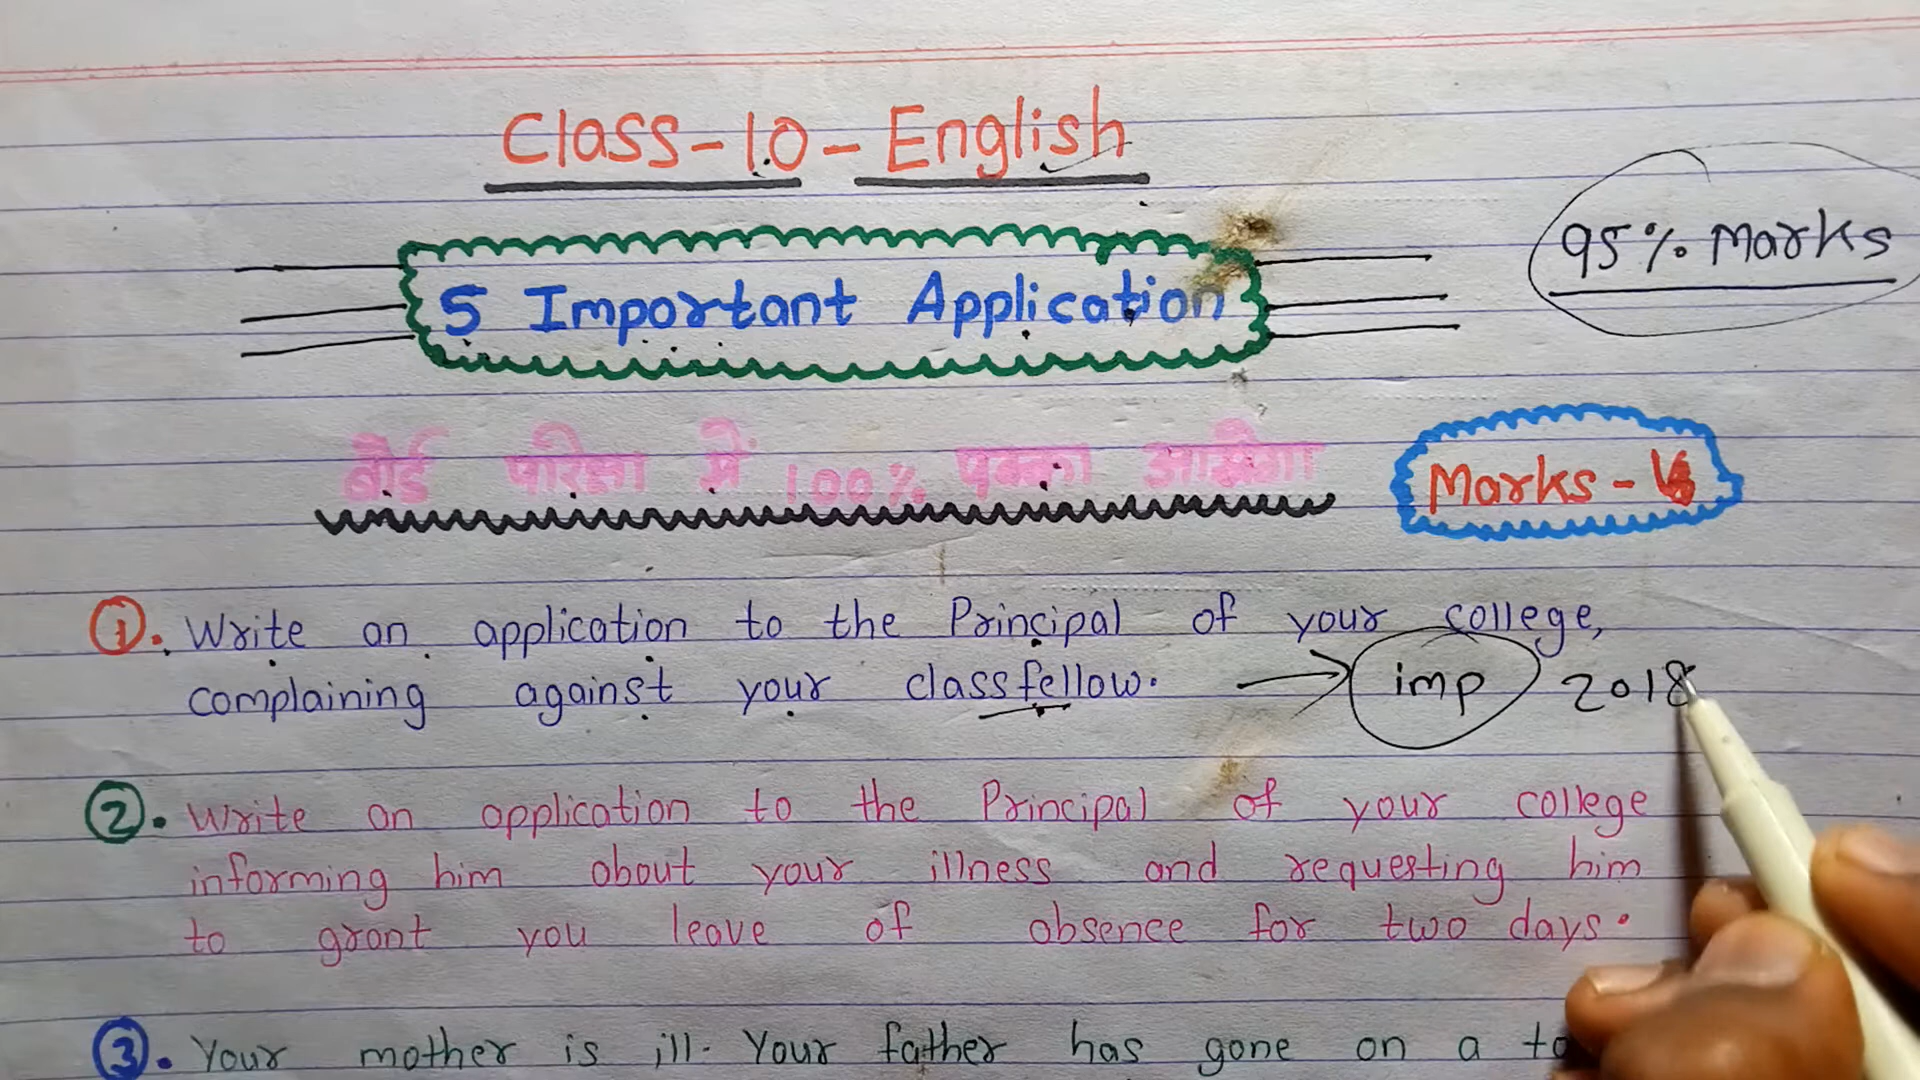 Class-10-English
95% Marks
5 Important Application
बोर्ड परिक्षा में 100% पक्का आयेगा
Marks -
1. Write an application to the Principal of your college,
complaining against your classfellow. → imp 2018
2. Write an application to the Principal of your college
informing him about your illness and requesting him
to grant you leave of absence for two days.
3. Your mother is ill. Your father has gone on a